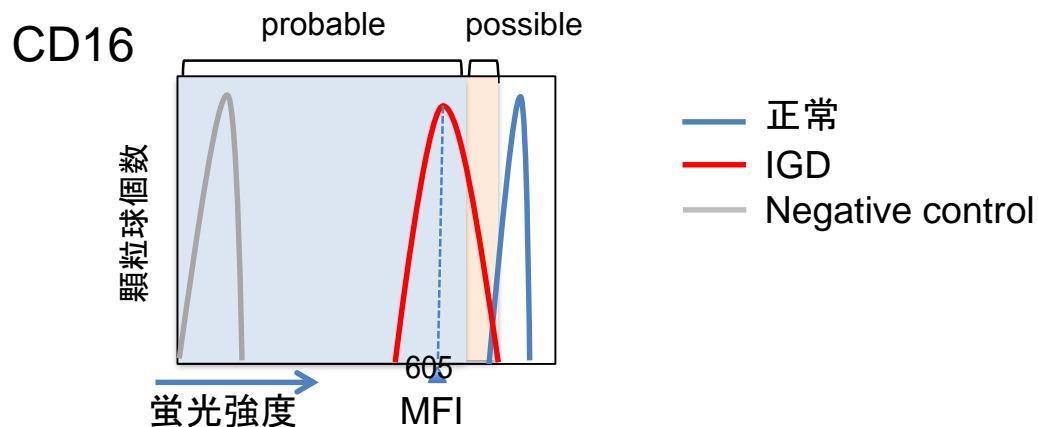 probable
possible
CD16
顆粒球個数
正常
IGD
Negative control
605
蛍光強度
MFI